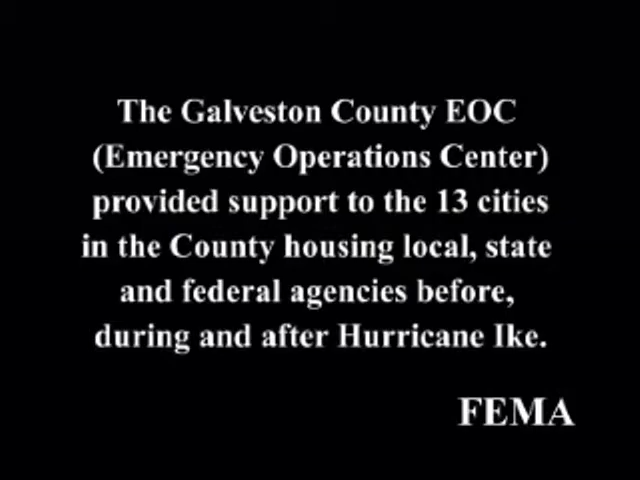 The Galveston County EOC
(Emergency Operations Center)
provided support to the 13 cities
in the County housing local, state
and federal agencies before,
during and after Hurricane Ike.
FEMA